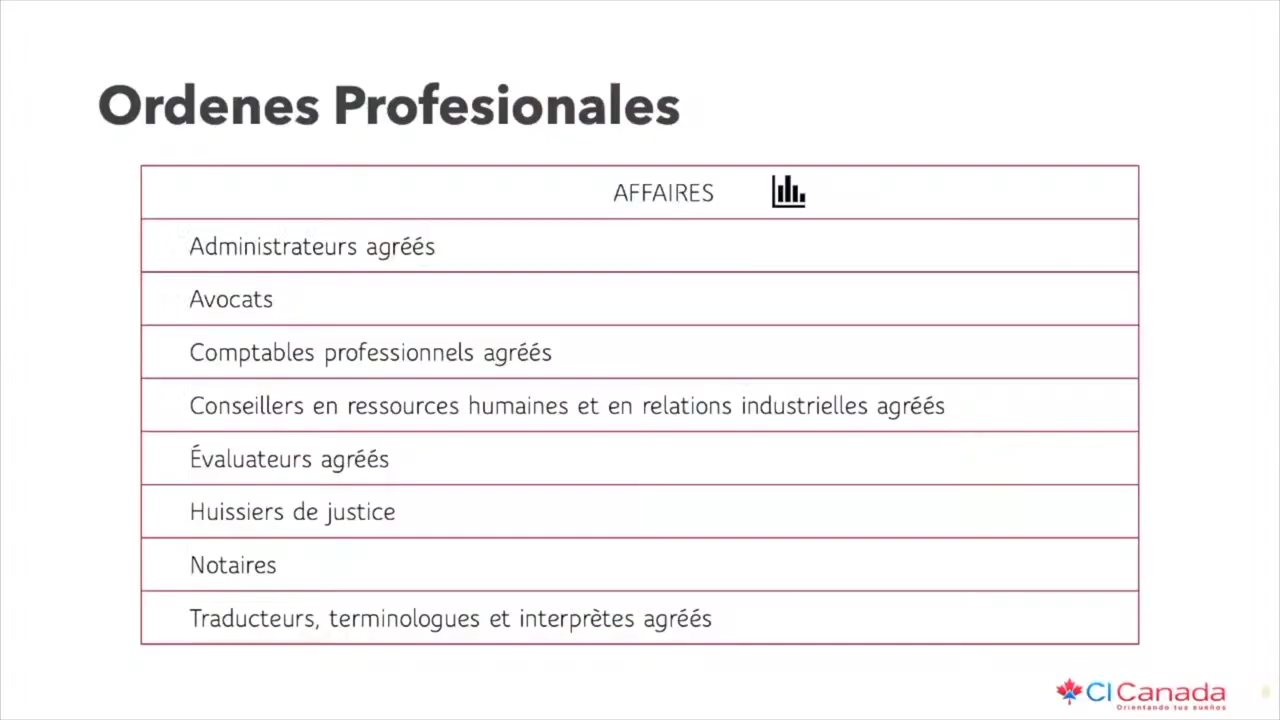 Ordenes Profesionales
AFFAIRES
Administrateurs agréés
Avocats
Comptables professionnels agréés
Conseillers en ressources humaines et en relations industrielles agréés
Évaluateurs agréés
Huissiers de justice
Notaires
Traducteurs, terminologues et interprètes agréés
CI Canada
Orientando tus sueños